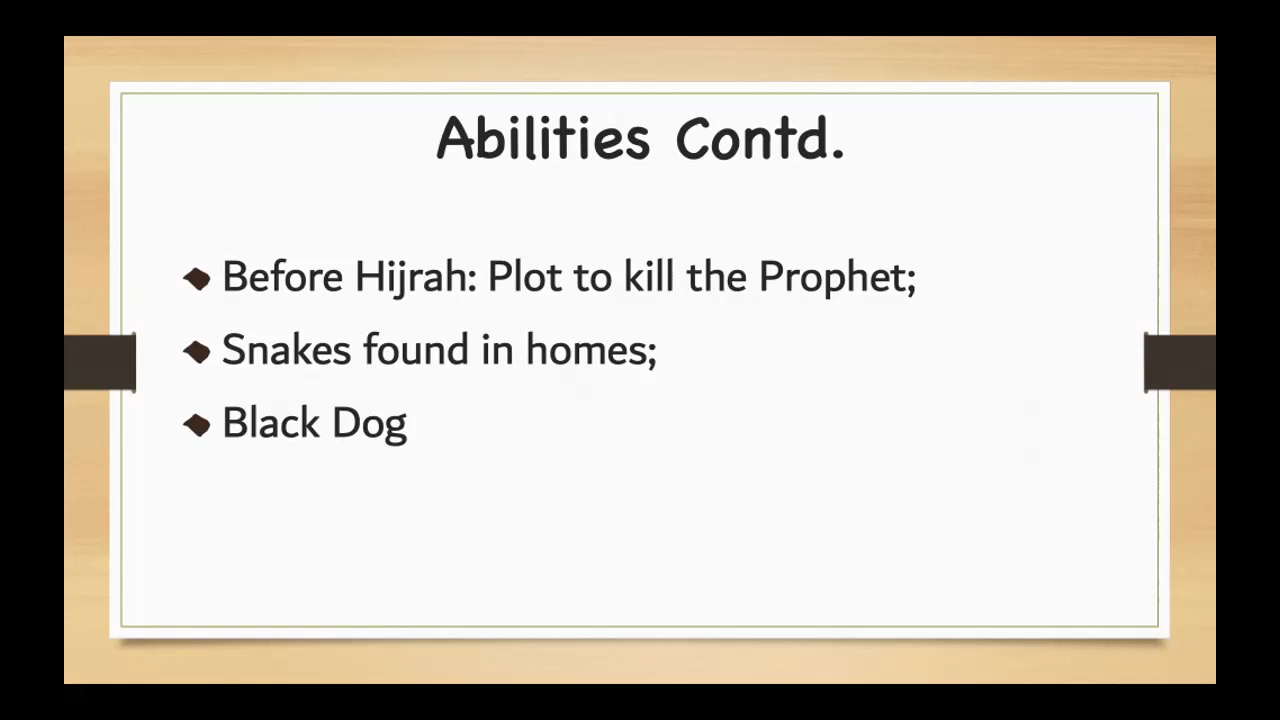 Abilities Contd.
Before Hijrah: Plot to kill the Prophet;
Snakes found in homes;
Black Dog